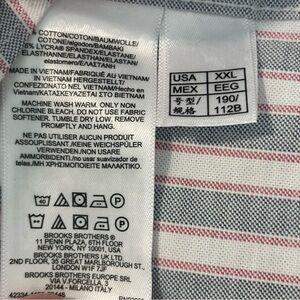 COTTON/COTON/BAUMWOLLE/
COTONE/algodon/BAMBAKI
LYCRA® SPANDEX/ELASTANE/
ELASTHANNE/ELASTHAN/ELASTAN/
elastomero/ΕΛΑΣΤΑΝΗ
MADE IN VIETNAM/FABRIQUÉ AU VIETNAM/
IN VIETNAM HERGESTELLT/
CONFEZIONATO NEL VIETNAM/Hecho en
Vietnam/ΚΑΤΑΣΚΕΥΑΖΕΤΑΙ ΣΤΟ ΒΙΕΤΝΑΜ
MACHINE WASH WARM. ONLY NON
CHLORINE BLEACH. DO NOT USE FABRIC
SOFTENER. TUMBLE DRY LOW. REMOVE
PROMPTLY AND HANG.
NE PAS UTILISER AUCUN PRODUIT
ASSOUPLISSANT./KEINE WEICHSPÜLER
VERWENDEN./NON USARE
AMMORBIDENTI./no usar suavizador de
telas./ΜΗ ΧΡΗΣΙΜΟΠΟΙΕΙΤΕ ΜΑΛΑΚΤΙΚΟ.
BROOKS BROTHERS ®
11 PENN PLAZA, 6TH FLOOR
NEW YORK, NY 10001, USA
BROOKS BROTHERS UK LTD:
2ND FLOOR, 35 GREAT MARLBOROUGH ST.
LONDON W1F 7JF
BROOKS BROTHERS EUROPE SRL
VIA V.FORCELLA, 3
20144 - MILANO ITALY
USA XXL
MEX EEG
号型/ 190/
规格 112B